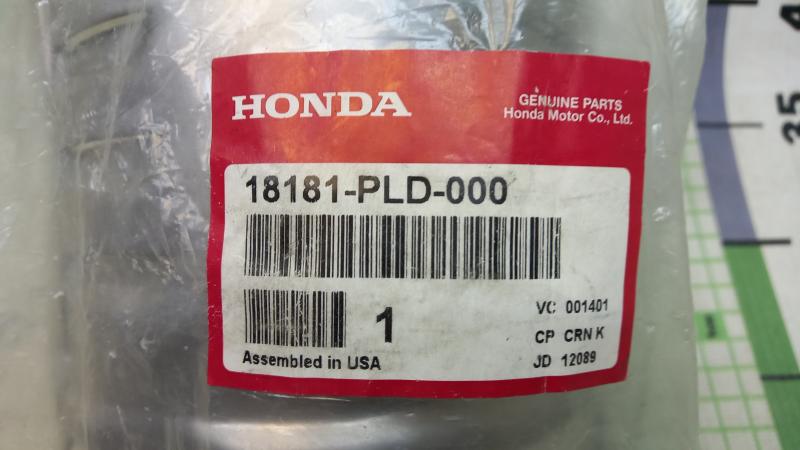 HONDA
GENUINE PARTS
Honda Motor Co., Ltd.
18181-PLD-000
1
VC 001401
CP CRN K
Assembled in USA
JD 12089
35